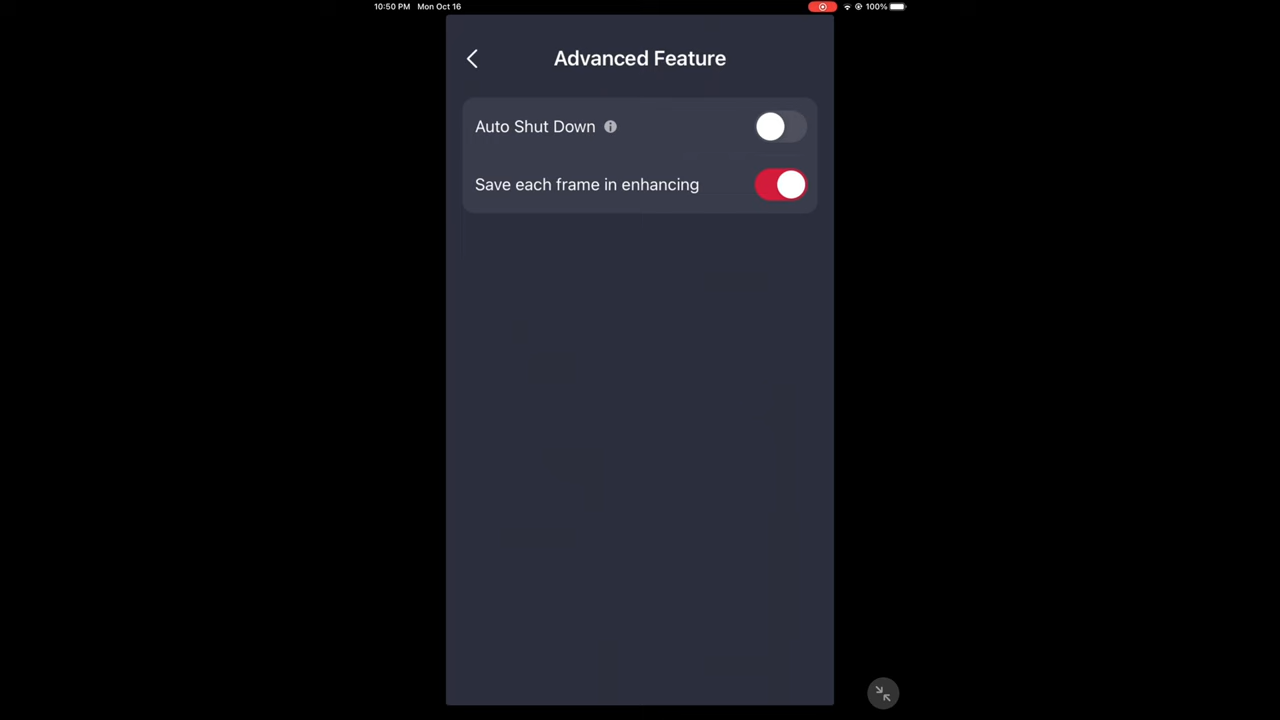 10:50 PM Mon Oct 16
100%
Advanced Feature
Auto Shut Down
Save each frame in enhancing